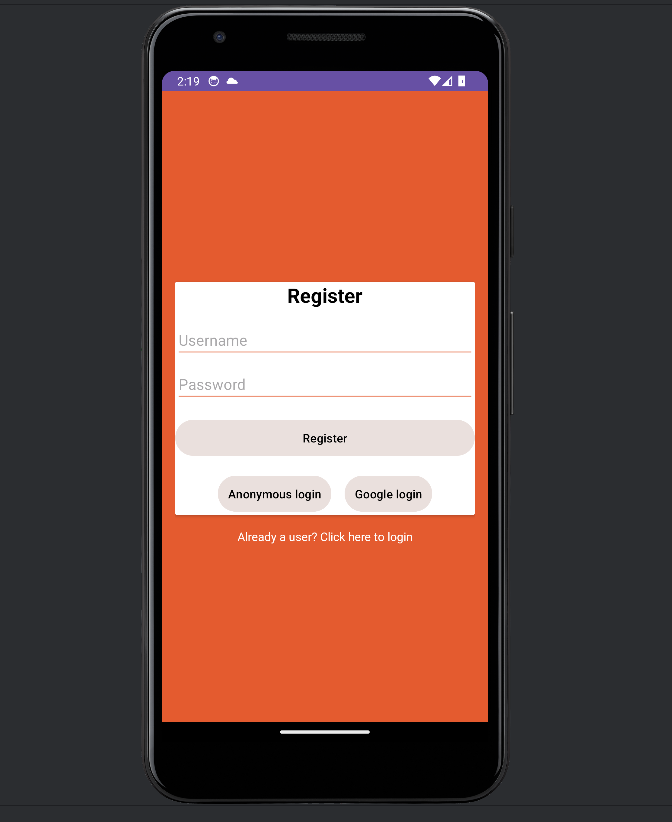 2:19
Register
Username
Password
Register
Anonymous login Google login
Already a user? Click here to login